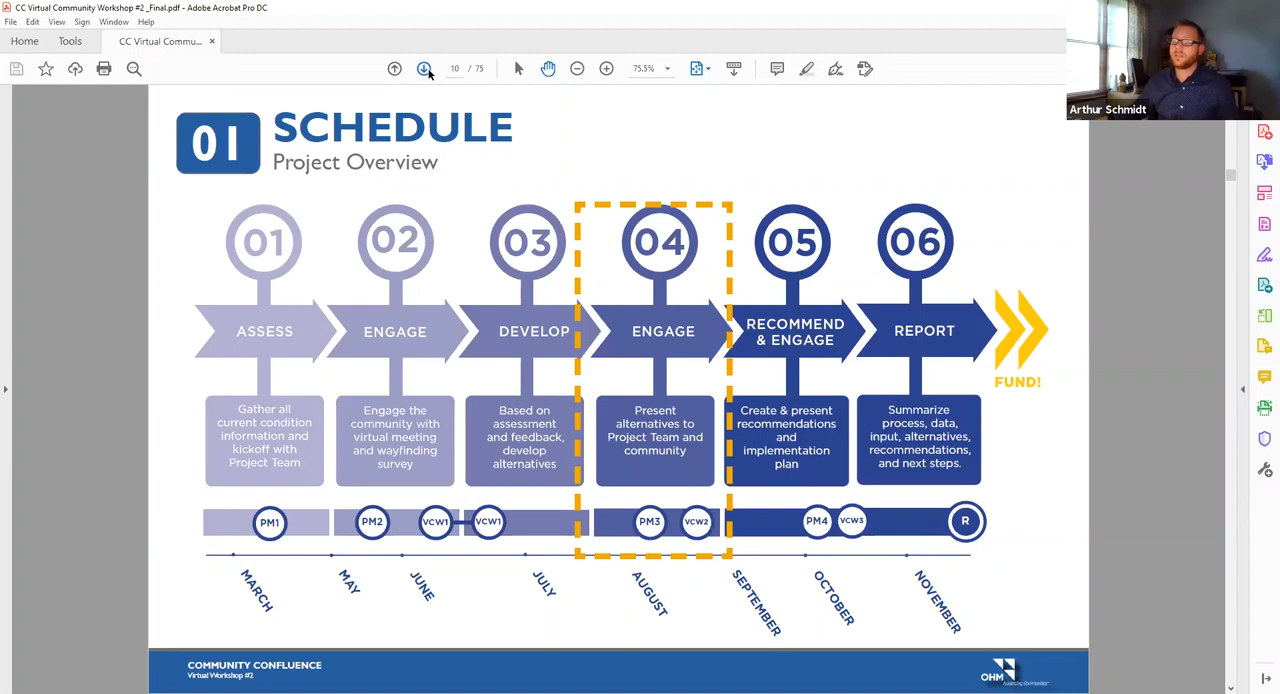 CC Virtual Community Workshop #2 _Final.pdf - Adobe Acrobat Pro DC
File Edit View Sign Window Help
Home Tools CC Virtual Commu... ×
10 / 75 75.5%
Arthur Schmidt
01 SCHEDULE
Project Overview
01 02 03 04 05 06
ASSESS
ENGAGE
DEVELOP
ENGAGE
RECOMMEND
& ENGAGE
REPORT
FUND!
Gather all
current condition
information and
kickoff with
Project Team
Engage the
community with
virtual meeting
and wayfinding
survey
Based on
assessment
and feedback,
develop
alternatives
Present
alternatives to
Project Team and
community
Create & present
recommendations
and
implementation
plan
Summarize
process, data,
input, alternatives,
recommendations,
and next steps.
PM1 PM2 VCW1 VCW1 PM3 VCW2 PM4 VCW3 R
MARCH
MAY
JUNE
JULY
AUGUST
SEPTEMBER
OCTOBER
NOVEMBER
COMMUNITY CONFLUENCE
Virtual Workshop #2
OHM
Advancing Communities